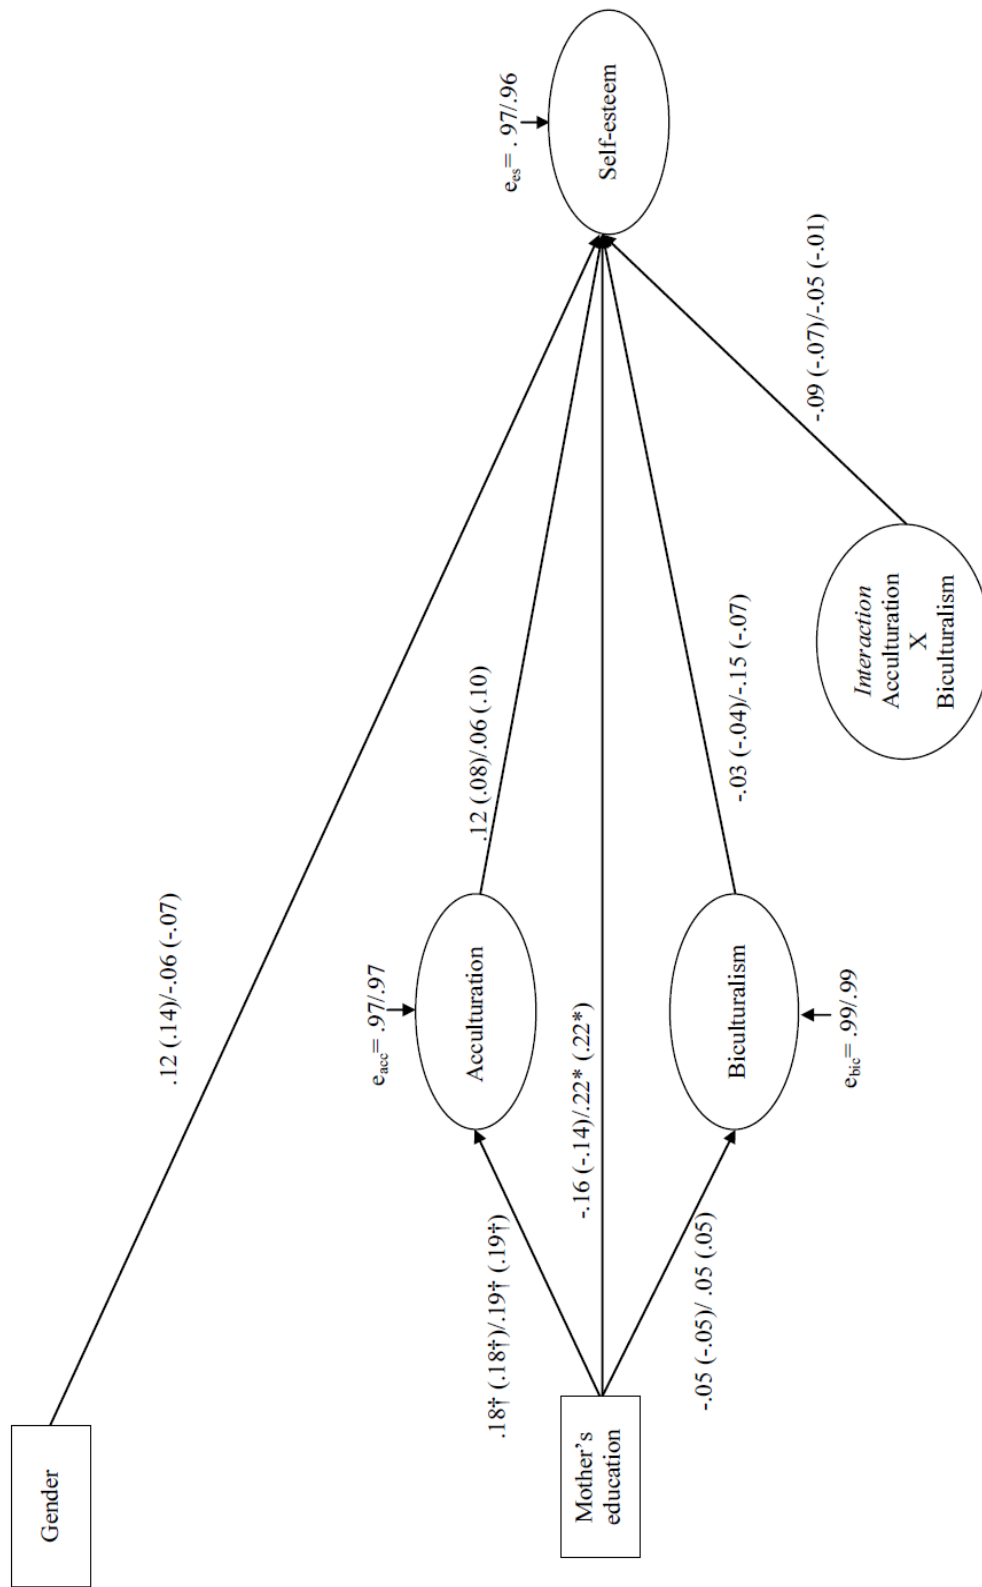 Gender
.12 (.14)/-.06 (-.07)
e_acc= .97/.97
Acculturation
.18† (.18†)/.19† (.19†)
.12 (.08)/.06 (.10)
e_es= . 97/.96
Self-esteem
Mother’s
education
-.16 (-.14)/.22* (.22*)
-.05 (-.05)/ .05 (.05)
Biculturalism
e_bic= .99/.99
-.03 (-.04)/-.15 (-.07)
Interaction
Acculturation
X
Biculturalism
-.09 (-.07)/-.05 (-.01)